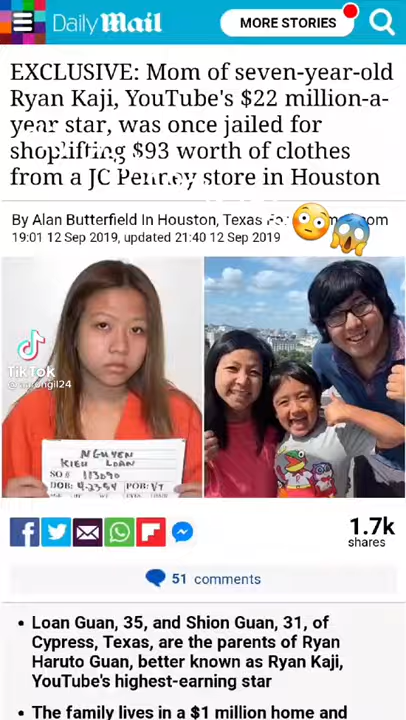 Daily Mail
MORE STORIES
EXCLUSIVE: Mom of seven-year-old
Ryan Kaji, YouTube's $22 million-a-
year star, was once jailed for
shoplifting $93 worth of clothes
from a JC Penney store in Houston
By Alan Butterfield In Houston, Texas
19:01 12 Sep 2019, updated 21:40 12 Sep 2019
TikTok
NGUYEN
KIEU LOAN
SO #
DOB: POB:
1.7k
shares
51 comments
• Loan Guan, 35, and Shion Guan, 31, of
Cypress, Texas, are the parents of Ryan
Haruto Guan, better known as Ryan Kaji,
YouTube's highest-earning star
• The family lives in a $1 million home and